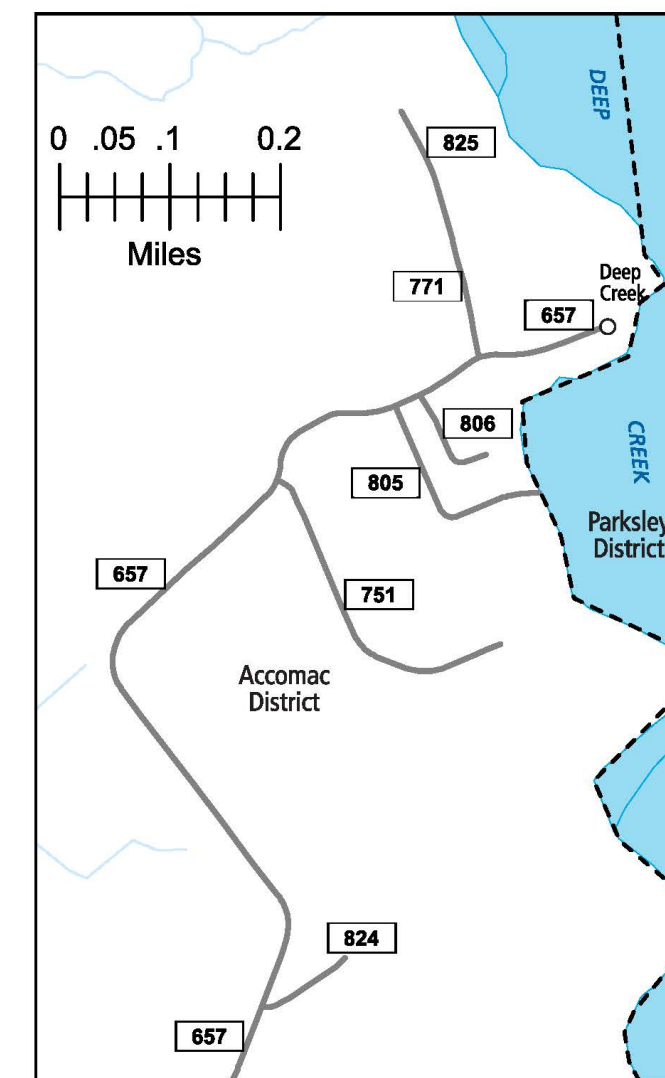 DEEP
0 .05 .1 0.2
Miles
825
771
Deep
Creek
657
806
805
CREEK
Parksley
District
657
751
Accomac
District
824
657